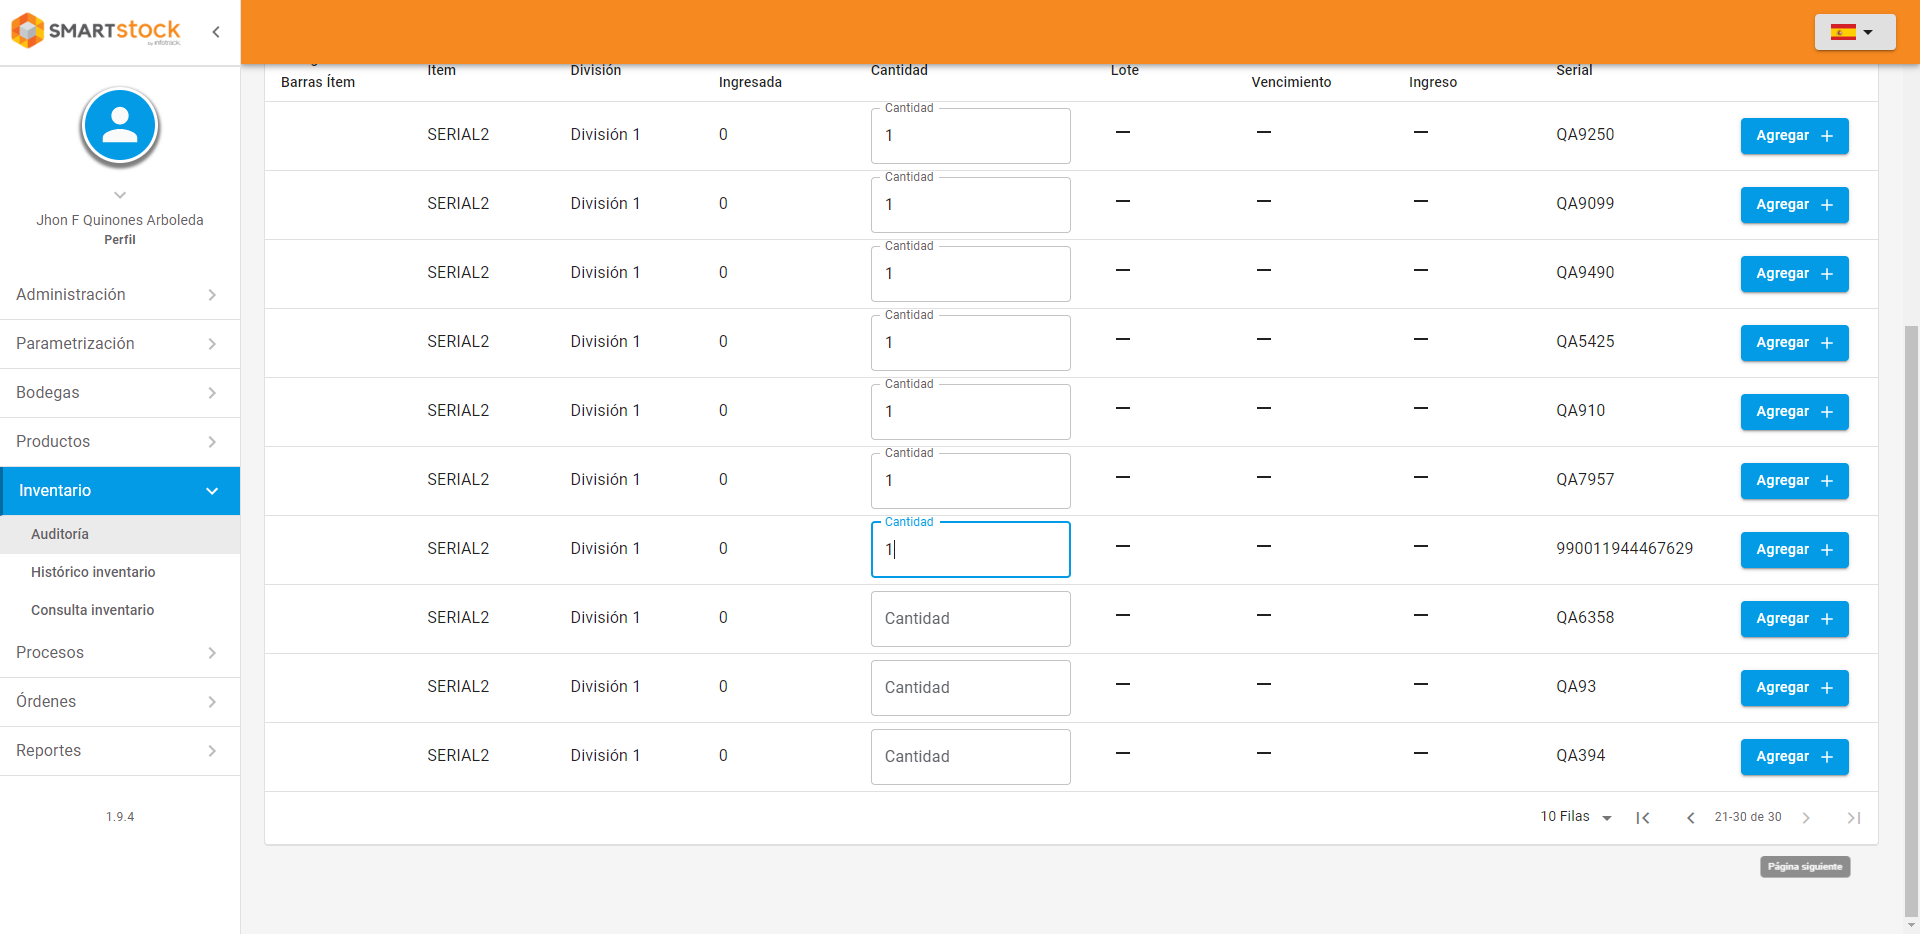 SMARTstock
by infotrack
Jhon F Quinones Arboleda
Perfil
Administración
Parametrización
Bodegas
Productos
Inventario
Auditoría
Histórico inventario
Consulta inventario
Procesos
Órdenes
Reportes
1.9.4
Barras Ítem Ítem División Ingresada Cantidad Lote Vencimiento Ingreso Serial
Cantidad
SERIAL2 División 1 0 1 — — — QA9250 Agregar +
Cantidad
SERIAL2 División 1 0 1 — — — QA9099 Agregar +
Cantidad
SERIAL2 División 1 0 1 — — — QA9490 Agregar +
Cantidad
SERIAL2 División 1 0 1 — — — QA5425 Agregar +
Cantidad
SERIAL2 División 1 0 1 — — — QA910 Agregar +
Cantidad
SERIAL2 División 1 0 1 — — — QA7957 Agregar +
Cantidad
SERIAL2 División 1 0 1 — — — 990011944467629 Agregar +
SERIAL2 División 1 0 Cantidad — — — QA6358 Agregar +
SERIAL2 División 1 0 Cantidad — — — QA93 Agregar +
SERIAL2 División 1 0 Cantidad — — — QA394 Agregar +
10 Filas 21-30 de 30
Página siguiente